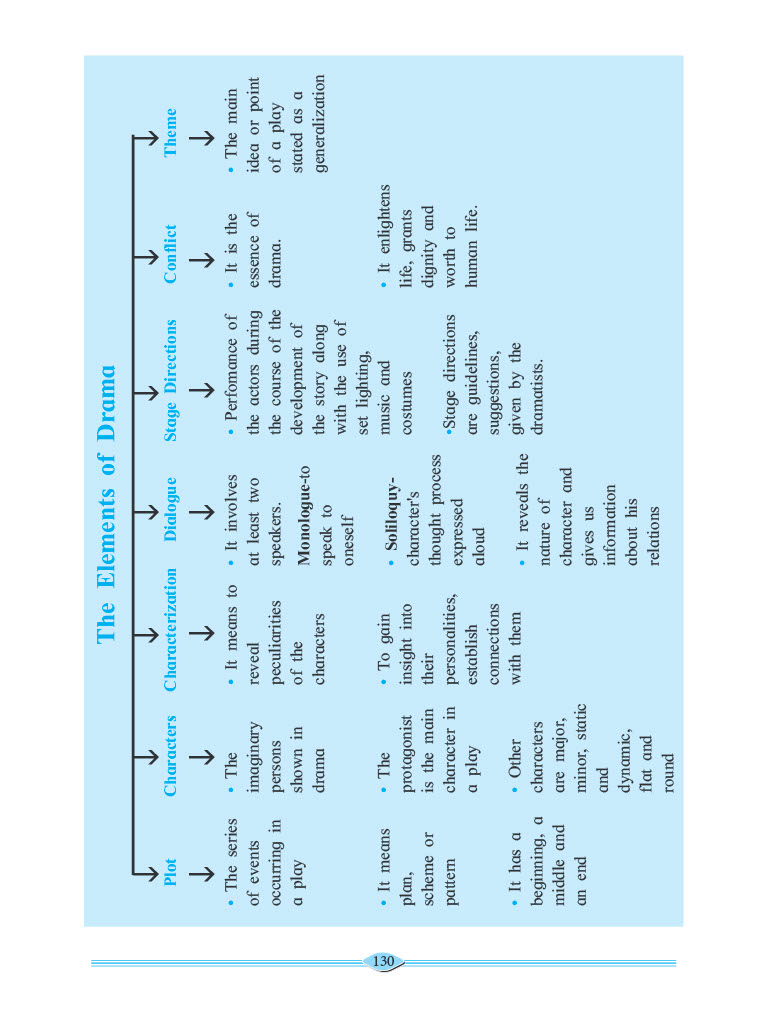 The Elements of Drama
Plot
• The series
of events
occurring in
a play
• It means
plan,
scheme or
pattern
• It has a
beginning, a
middle and
an end
Characters
• The
imaginary
persons
shown in
drama
• The
protagonist
is the main
character in
a play
• Other
characters
are major,
minor, static
and
dynamic,
flat and
round
Characterization
• It means to
reveal
peculiarities
of the
characters
• To gain
insight into
their
personalities,
establish
connections
with them
Dialogue
• It involves
at least two
speakers.
Monologue-to
speak to
oneself
• Soliloquy-
character's
thought process
expressed
aloud
• It reveals the
nature of
character and
gives us
information
about his
relations
Stage Directions
• Perfomance of
the actors during
the course of the
development of
the story along
with the use of
set lighting,
music and
costumes
•Stage directions
are guidelines,
suggestions,
given by the
dramatists.
Conflict
• It is the
essence of
drama.
• It enlightens
life, grants
dignity and
worth to
human life.
Theme
• The main
idea or point
of a play
stated as a
generalization
130